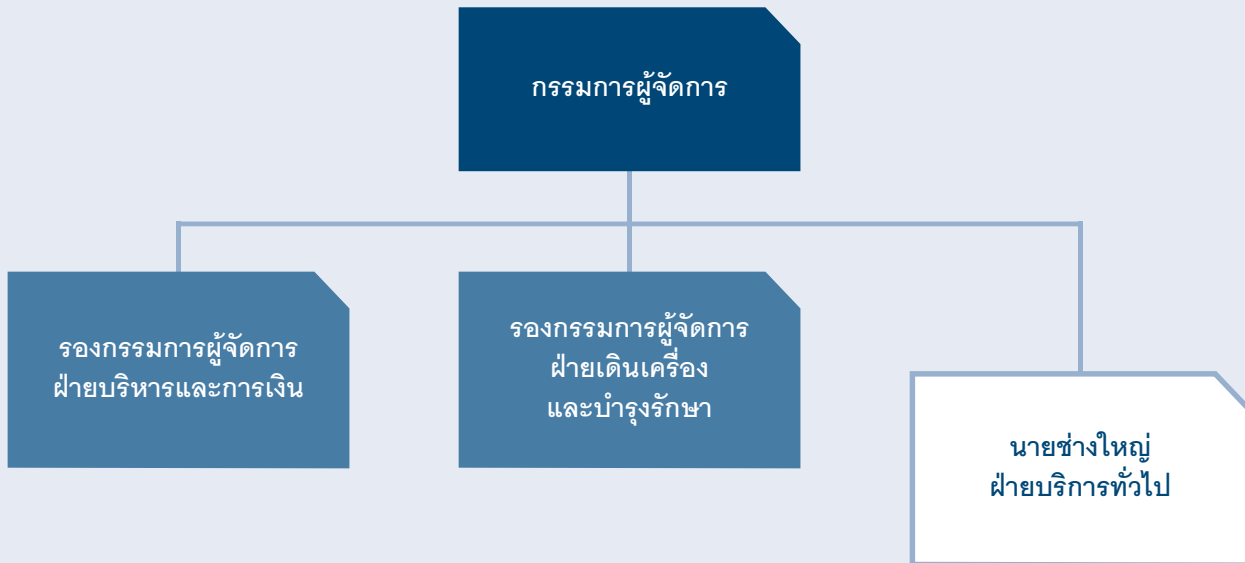 กรรมการผู้จัดการ
รองกรรมการผู้จัดการ
ฝ่ายบริหารและการเงิน
รองกรรมการผู้จัดการ
ฝ่ายเดินเครื่อง
และบำรุงรักษา
นายช่างใหญ่
ฝ่ายบริการทั่วไป